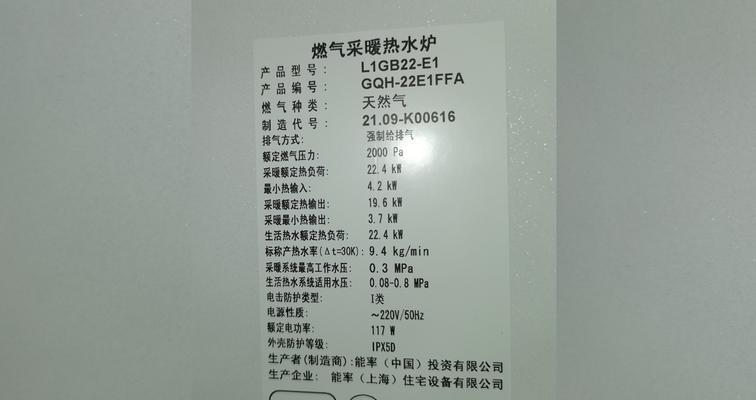 燃气采暖热水炉
产品型号: L1GB22-E1
产品编号: GQH-22E1FFA
燃气种类: 天然气
制造代号: 21.09-K00616
排气方式: 强制给排气
额定燃气压力: 2000 Pa
采暖额定热负荷: 22.4 kW
最小热输入: 4.2 kW
采暖额定热输出: 19.6 kW
采暖最小热输出: 3.7 kW
生活热水额定热负荷: 22.4 kW
标称产热水率(Δt=30K): 9.4 kg/min
采暖系统最高工作水压: 0.3 MPa
生活热水系统适用水压: 0.08-0.8 MPa
电击防护类型: I类
电源性质: ~220V/50Hz
额定电功率: 117 W
外壳防护等级: IPX5D
生产者(制造商):能率(中国)投资有限公司
生产企业: 能率(上海)住宅设备有限公司